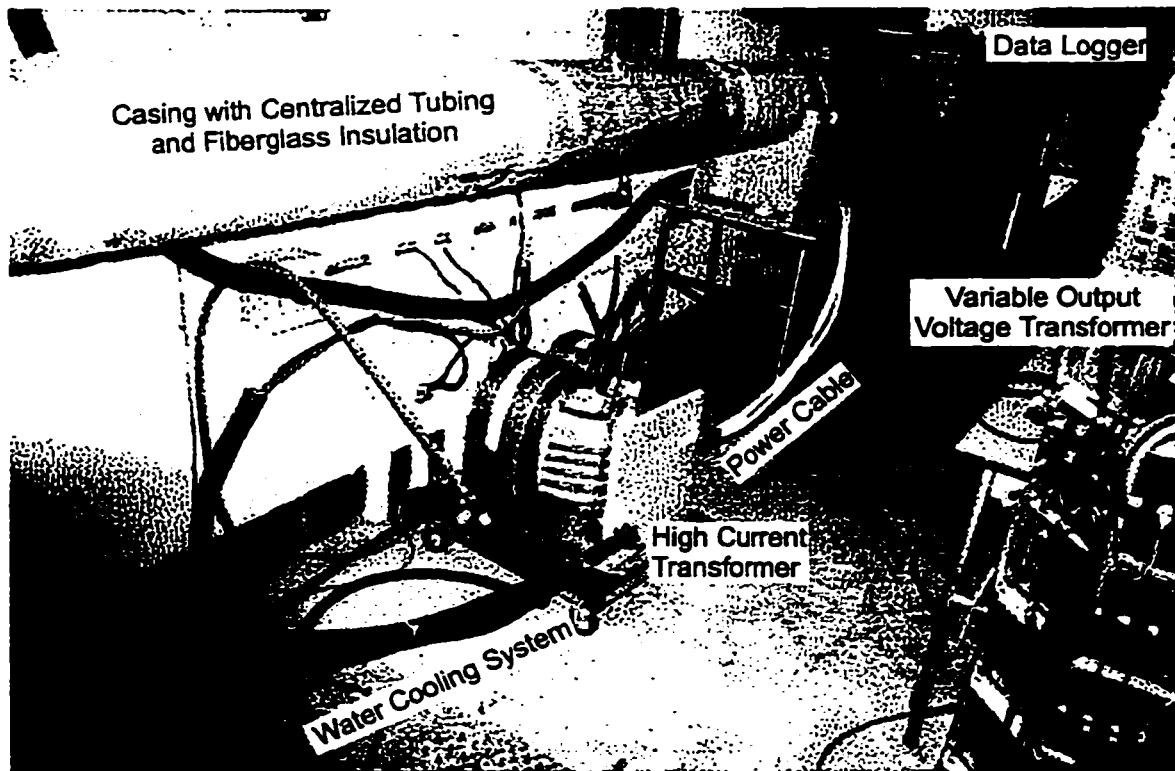 Data Logger
Casing with Centralized Tubing
and Fiberglass Insulation
Variable Output
Voltage Transformer
Power Cable
High Current
Transformer
Water Cooling System